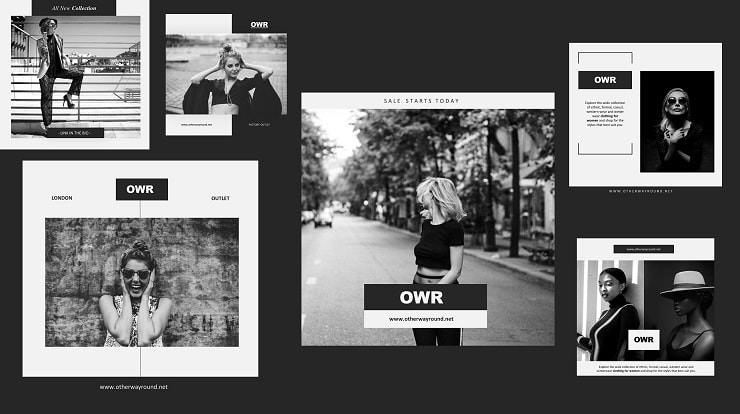 All New Collection
- LINK IN THE BIO -
OWR
www.otherwayround.net
FACTORY OUTLET
OWR
LONDON
OUTLET
www.otherwayround.net
SALE STARTS TODAY
OWR
www.otherwayround.net
OWR
Explore the wide collection
of ethnic, formal, casual,
western-wear and winter
wear clothing for
women and shop for the
styles that best suit you.
WWW.OTHERWAYROUND.NET
www.otherwayround.net
OWR
Explore the wide collection of ethnic, formal, casual, western wear and
winterwear clothing for women and shop for the styles that best suit you.